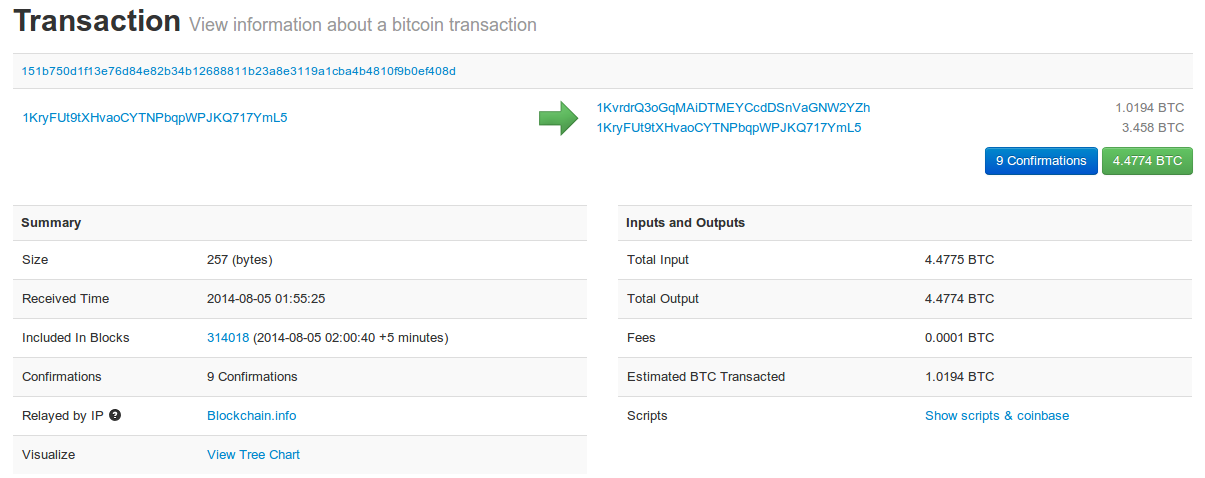 Transaction View information about a bitcoin transaction
151b750d1f13e76d84e82b34b12688811b23a8e3119a1cba4b4810f9b0ef408d
1KryFUt9tXHvaoCYTNPbqpWPJKQ717YmL5
1KvrdrQ3oGqMAiDTMEYCcdDSnVaGNW2YZh 1.0194 BTC
1KryFUt9tXHvaoCYTNPbqpWPJKQ717YmL5 3.458 BTC
9 Confirmations 4.4774 BTC
Summary
Size 257 (bytes)
Received Time 2014-08-05 01:55:25
Included In Blocks 314018 (2014-08-05 02:00:40 +5 minutes)
Confirmations 9 Confirmations
Relayed by IP ? Blockchain.info
Visualize View Tree Chart
Inputs and Outputs
Total Input 4.4775 BTC
Total Output 4.4774 BTC
Fees 0.0001 BTC
Estimated BTC Transacted 1.0194 BTC
Scripts Show scripts & coinbase